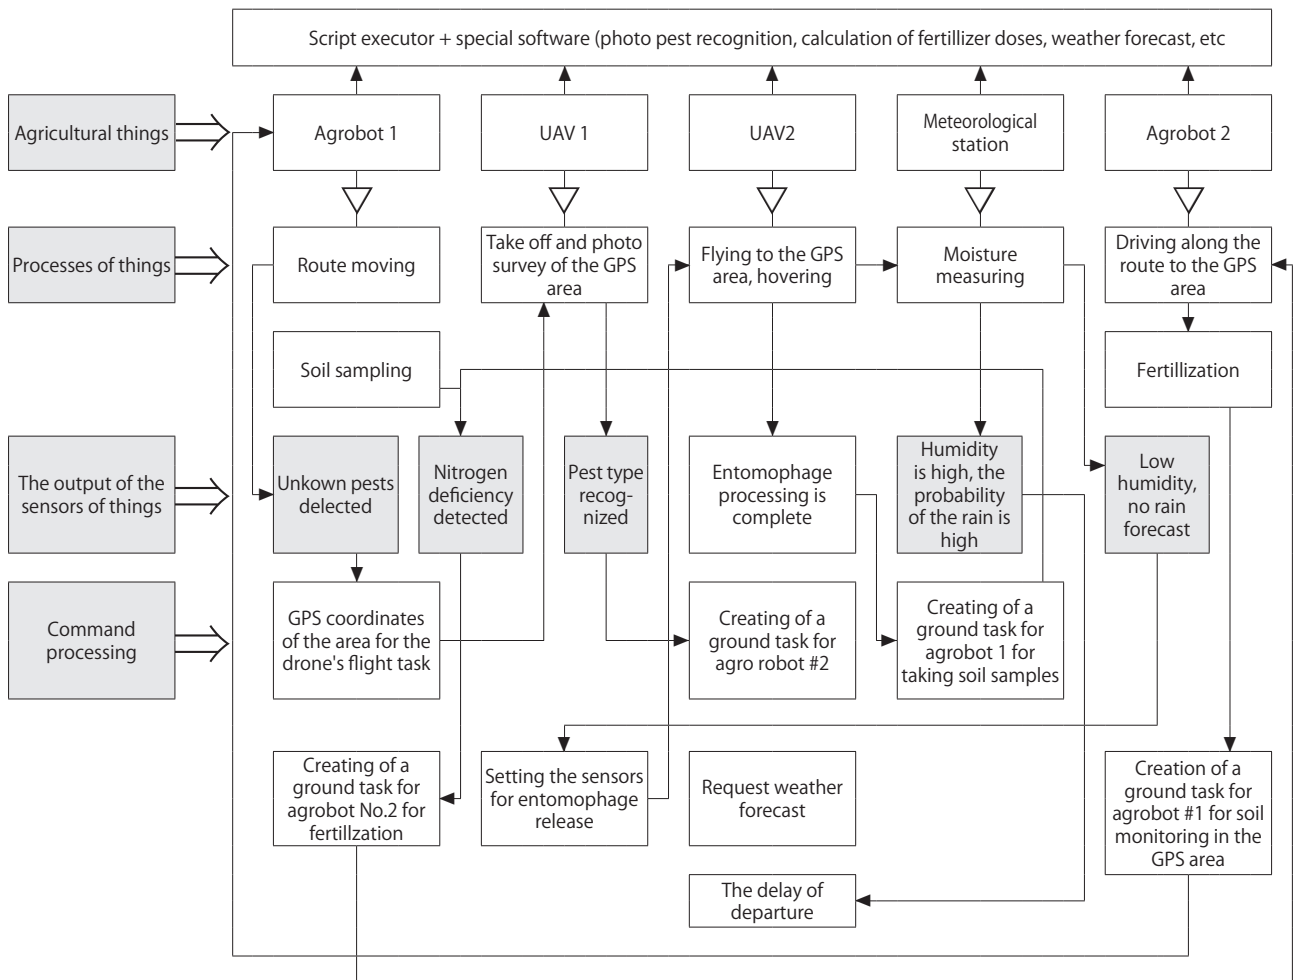 Script executor + special software (photo pest recognition, calculation of fertillizer doses, weather forecast, etc
Agricultural things
Agrobot 1
UAV 1
UAV2
Meteorological
station
Agrobot 2
Processes of things
Route moving
Take off and photo
survey of the GPS
area
Flying to the GPS
area, hovering
Moisture
measuring
Driving along the
route to the GPS
area
Soil sampling
Fertillization
The output of the
sensors of things
Unkown pests
delected
Nitrogen
deficiency
detected
Pest type
recog-
nized
Entomophage
processing is
complete
Humidity
is high, the
probability
of the rain is
high
Low
humidity,
no rain
forecast
Command
processing
GPS coordinates
of the area for the
drone's flight task
Creating of a
ground task for
agro robot #2
Creating of a
ground task for
agrobot 1 for
taking soil samples
Creating of a
ground task for
agrobot No.2 for
fertillzation
Setting the sensors
for entomophage
release
Request weather
forecast
Creation of a
ground task for
agrobot #1 for soil
monitoring in the
GPS area
The delay of
departure